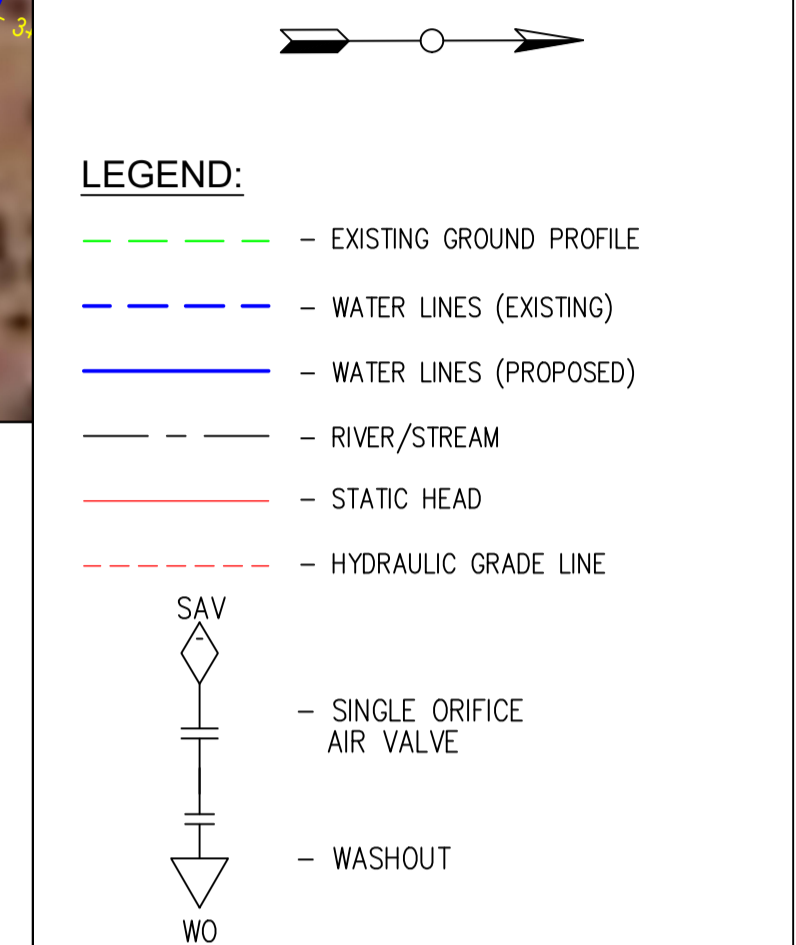 LEGEND:
– EXISTING GROUND PROFILE
– WATER LINES (EXISTING)
– WATER LINES (PROPOSED)
– RIVER/STREAM
– STATIC HEAD
– HYDRAULIC GRADE LINE
SAV
– SINGLE ORIFICE
AIR VALVE
– WASHOUT
WO